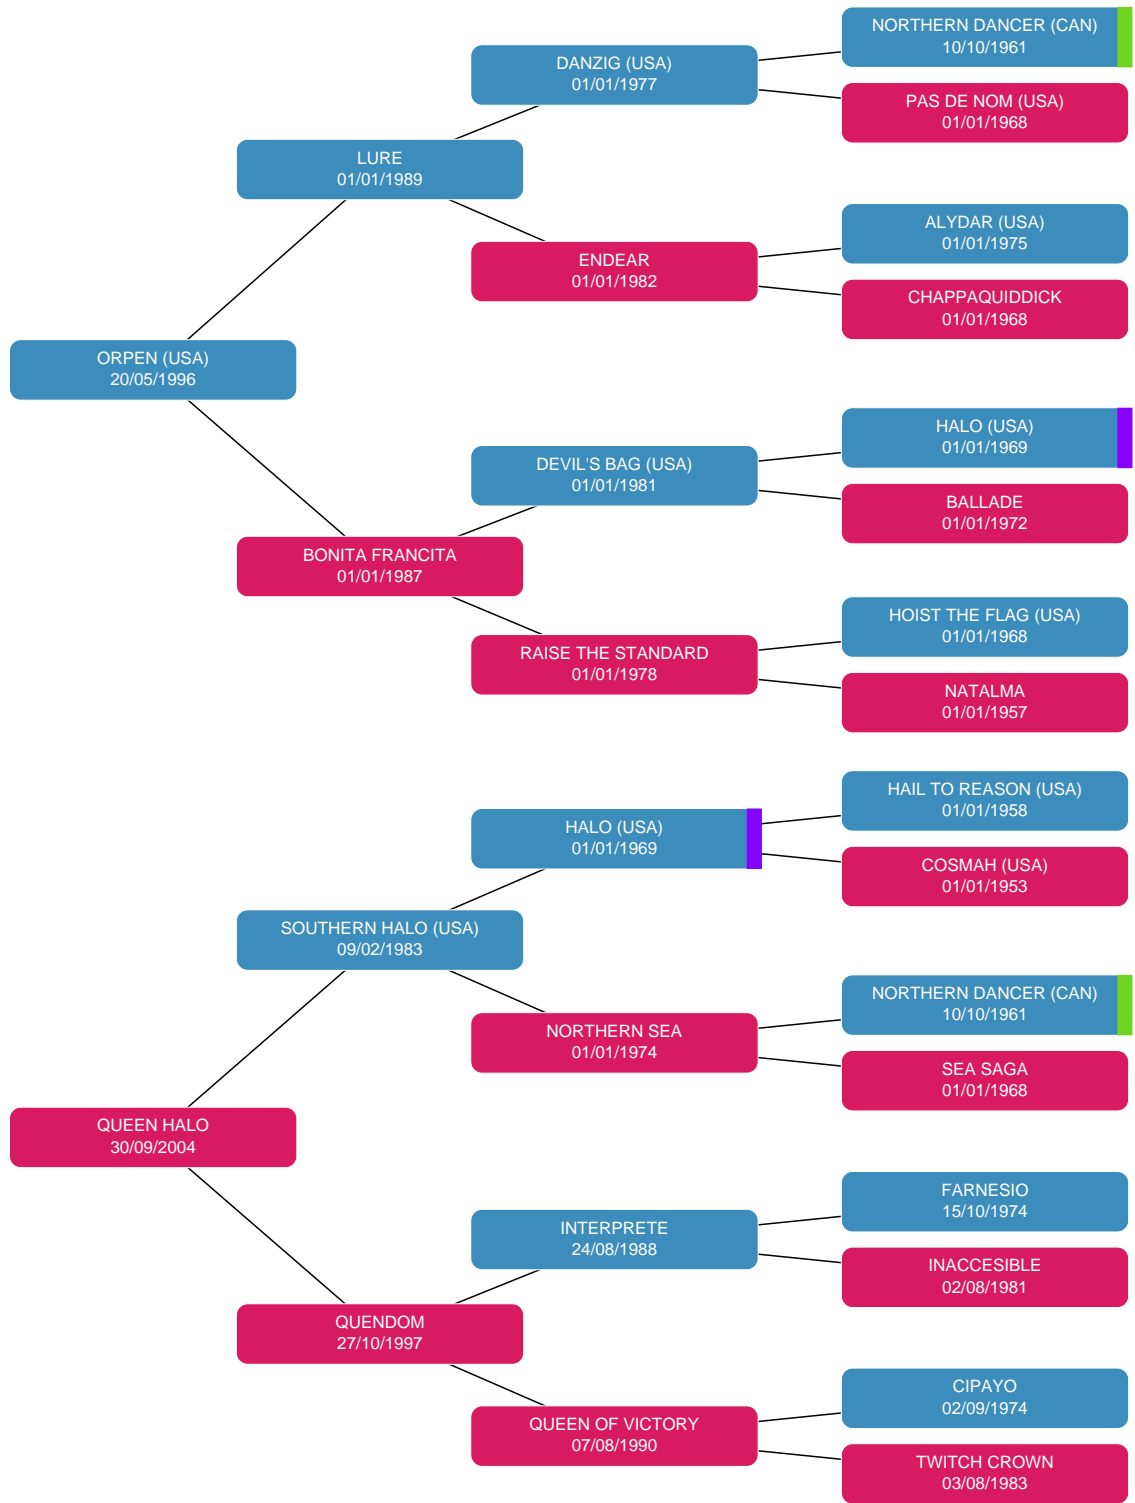 NORTHERN DANCER (CAN)
10/10/1961
DANZIG (USA)
01/01/1977
PAS DE NOM (USA)
01/01/1968
LURE
01/01/1989
ALYDAR (USA)
01/01/1975
ENDEAR
01/01/1982
CHAPPAQUIDDICK
01/01/1968
ORPEN (USA)
20/05/1996
HALO (USA)
01/01/1969
DEVIL'S BAG (USA)
01/01/1981
BALLADE
01/01/1972
BONITA FRANCITA
01/01/1987
HOIST THE FLAG (USA)
01/01/1968
RAISE THE STANDARD
01/01/1978
NATALMA
01/01/1957
HAIL TO REASON (USA)
01/01/1958
HALO (USA)
01/01/1969
COSMAH (USA)
01/01/1953
SOUTHERN HALO (USA)
09/02/1983
NORTHERN DANCER (CAN)
10/10/1961
NORTHERN SEA
01/01/1974
SEA SAGA
01/01/1968
QUEEN HALO
30/09/2004
FARNESIO
15/10/1974
INTERPRETE
24/08/1988
INACCESIBLE
02/08/1981
QUENDOM
27/10/1997
CIPAYO
02/09/1974
QUEEN OF VICTORY
07/08/1990
TWITCH CROWN
03/08/1983